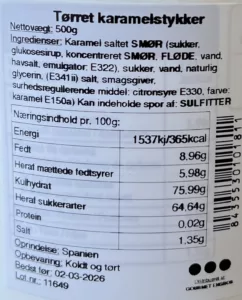 Tørret karamelstykker
Nettovægt: 500g
Ingredienser: Karamel saltet SMØR (sukker,
glukosesirup, koncentreret SMØR, FLØDE, vand,
havsalt, emulgator: E322), sukker, vand, naturlig
glycerin, (E341ii) salt, smagsgiver,
surhedsregulerende middel: citronsyre E330, farve:
karamel E150a) Kan indeholde spor af: SULFITTER
Næringsindhold pr. 100g:
Energi 1537kj/365kcal
Fedt 8.96g
Heraf mættede fedtsyrer 5.98g
Kulhydrat 75.99g
Heraf sukkerarter 64.64g
Protein 0,02g
Salt 1,35g
Oprindelse: Spanien
Opbevaring: Koldt og tørt
Bedst før: 02-03-2026
Lot nr.: 11649